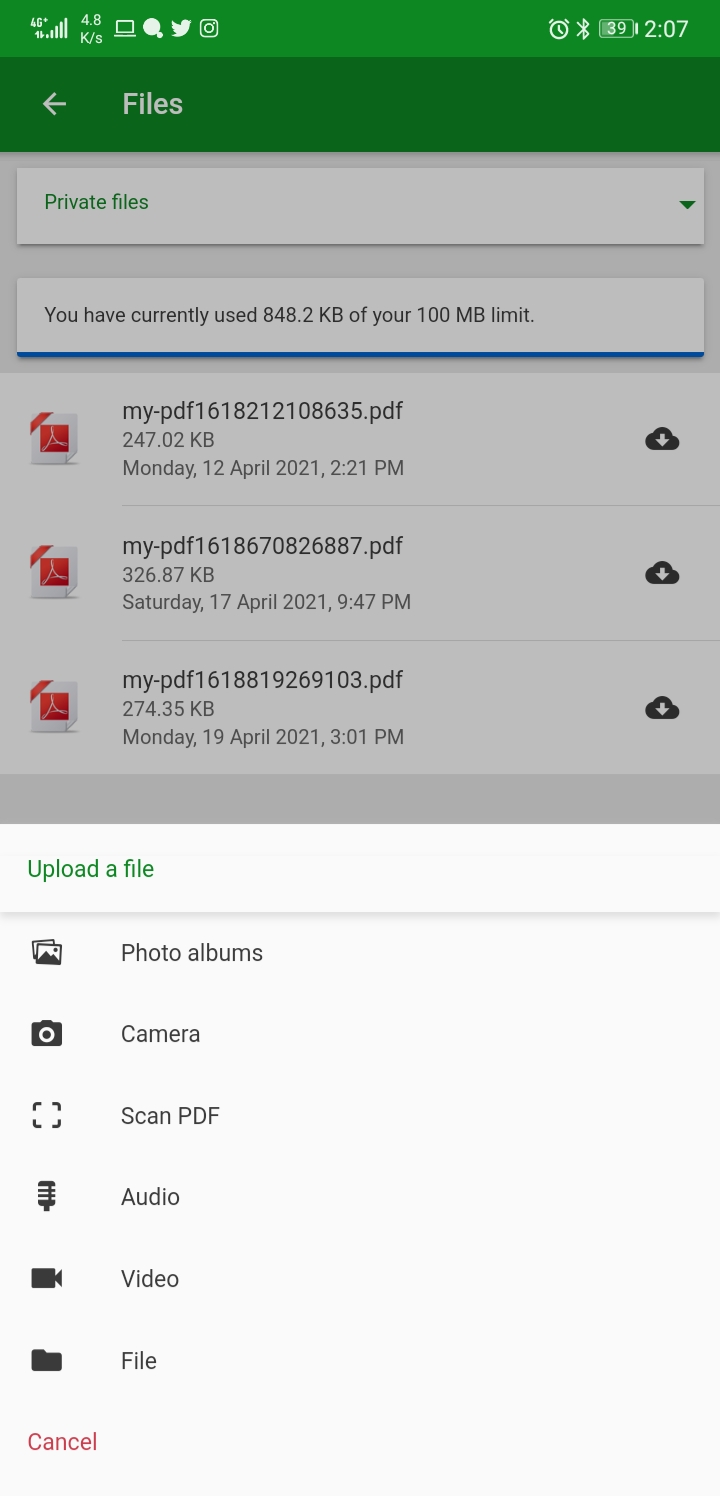 4G+ 4.8 K/s 39 2:07
Files
Private files
You have currently used 848.2 KB of your 100 MB limit.
my-pdf1618212108635.pdf
247.02 KB
Monday, 12 April 2021, 2:21 PM
my-pdf1618670826887.pdf
326.87 KB
Saturday, 17 April 2021, 9:47 PM
my-pdf1618819269103.pdf
274.35 KB
Monday, 19 April 2021, 3:01 PM
Upload a file
Photo albums
Camera
Scan PDF
Audio
Video
File
Cancel